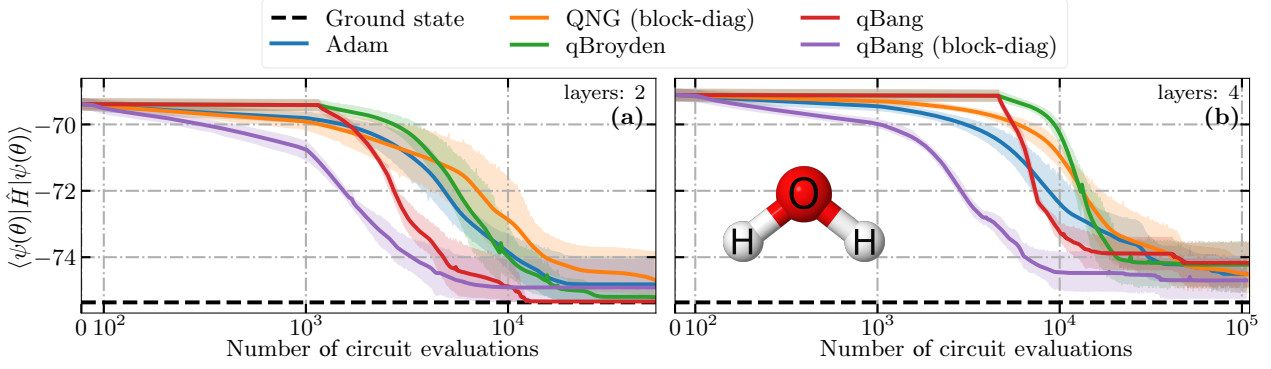 Ground state
Adam
QNG (block-diag)
qBroyden
qBang
qBang (block-diag)
⟨ψ(θ)|Ĥ|ψ(θ)⟩
−70
−72
−74
layers: 2
(a)
0 10² 10³ 10⁴
Number of circuit evaluations
layers: 4
(b)
O
H H
0 10² 10³ 10⁴ 10⁵
Number of circuit evaluations